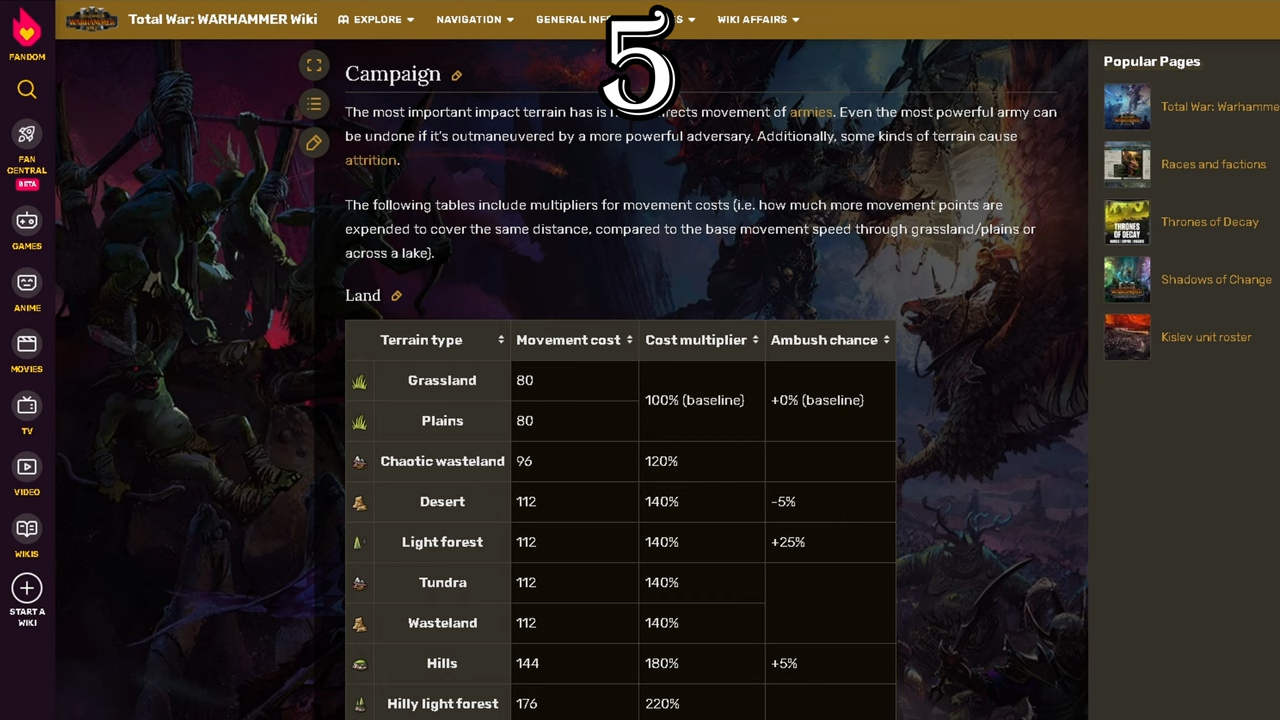 Total War: WARHAMMER Wiki
EXPLORE
NAVIGATION
GENERAL
WIKI AFFAIRS
5
FANDOM
FAN
CENTRAL
BETA
GAMES
ANIME
MOVIES
TV
VIDEO
WIKIS
START A
WIKI
Campaign
The most important impact terrain has is movement of armies. Even the most powerful army can
be undone if it's outmaneuvered by a more powerful adversary. Additionally, some kinds of terrain cause
attrition.
The following tables include multipliers for movement costs (i.e. how much more movement points are
expended to cover the same distance, compared to the base movement speed through grassland/plains or
across a lake).
Land
Terrain type Movement cost Cost multiplier Ambush chance
Grassland 80
100% (baseline) +0% (baseline)
Plains 80
Chaotic wasteland 96 120%
Desert 112 140% -5%
Light forest 112 140% +25%
Tundra 112 140%
Wasteland 112 140%
Hills 144 180% +5%
Hilly light forest 176 220%
Popular Pages
Total War: Warhamme
Races and factions
THRONES
OF DECAY
Thrones of Decay
Shadows of Change
Kislev unit roster